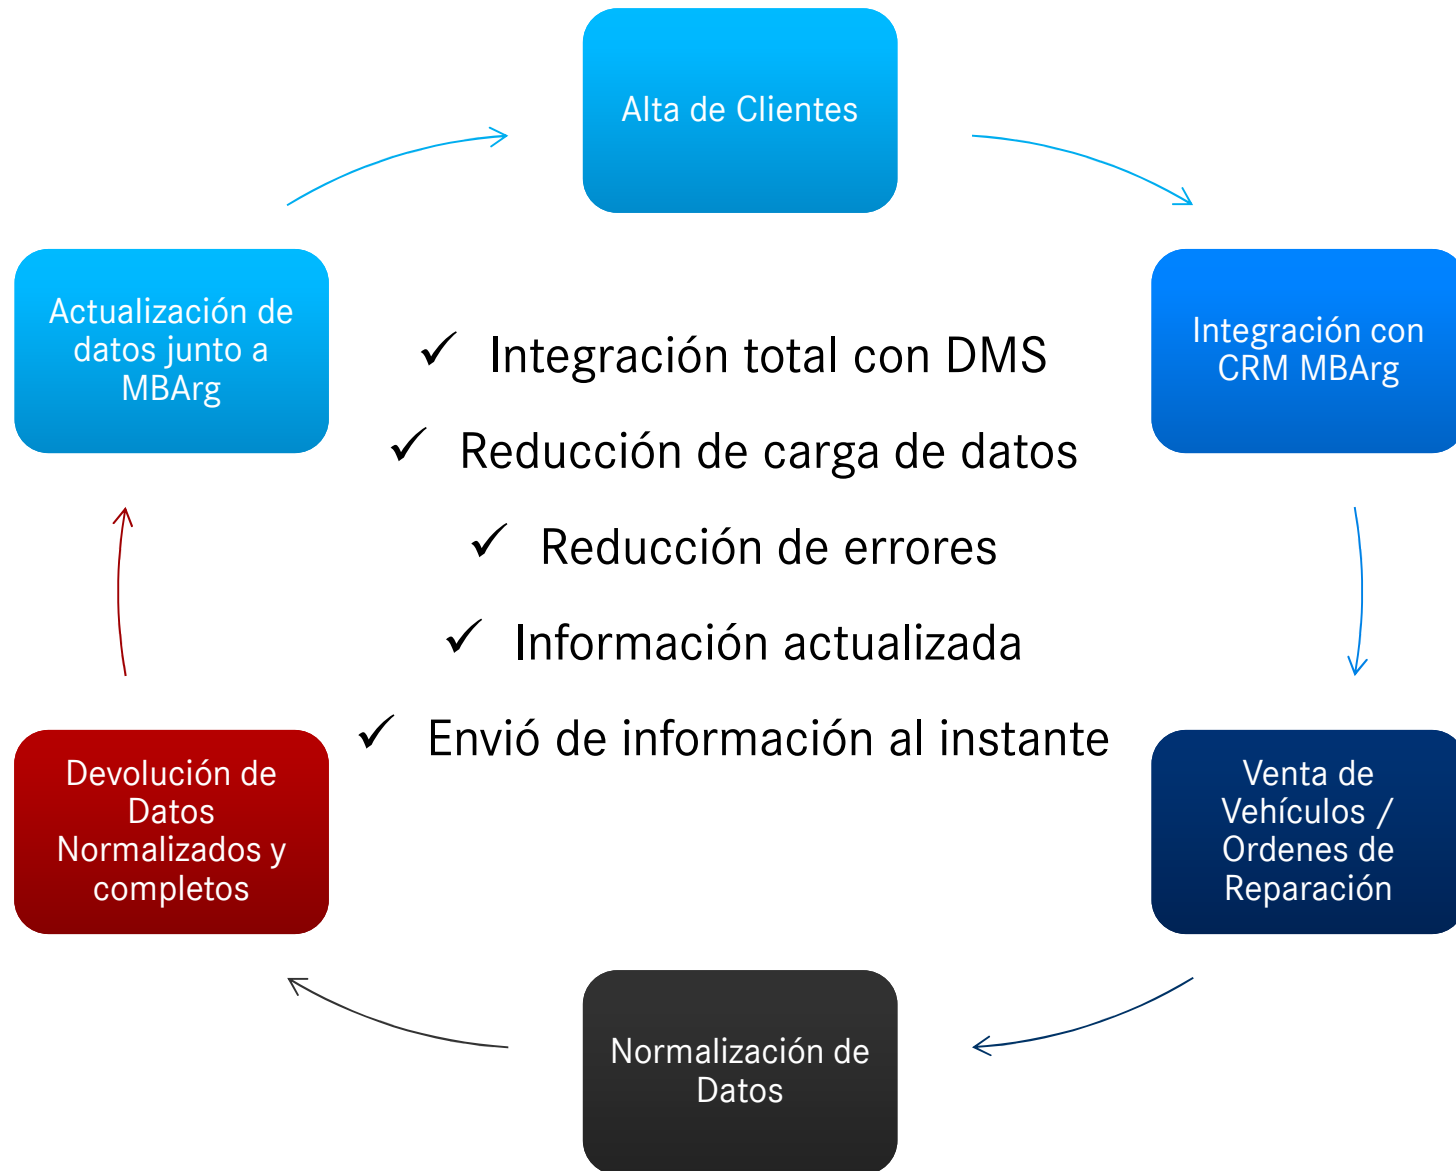 Alta de Clientes
Integración con
CRM MBArg
Venta de
Vehículos /
Ordenes de
Reparación
Normalización de
Datos
Devolución de
Datos
Normalizados y
completos
Actualización de
datos junto a
MBArg
✓ Integración total con DMS
✓ Reducción de carga de datos
✓ Reducción de errores
✓ Información actualizada
✓ Envió de información al instante